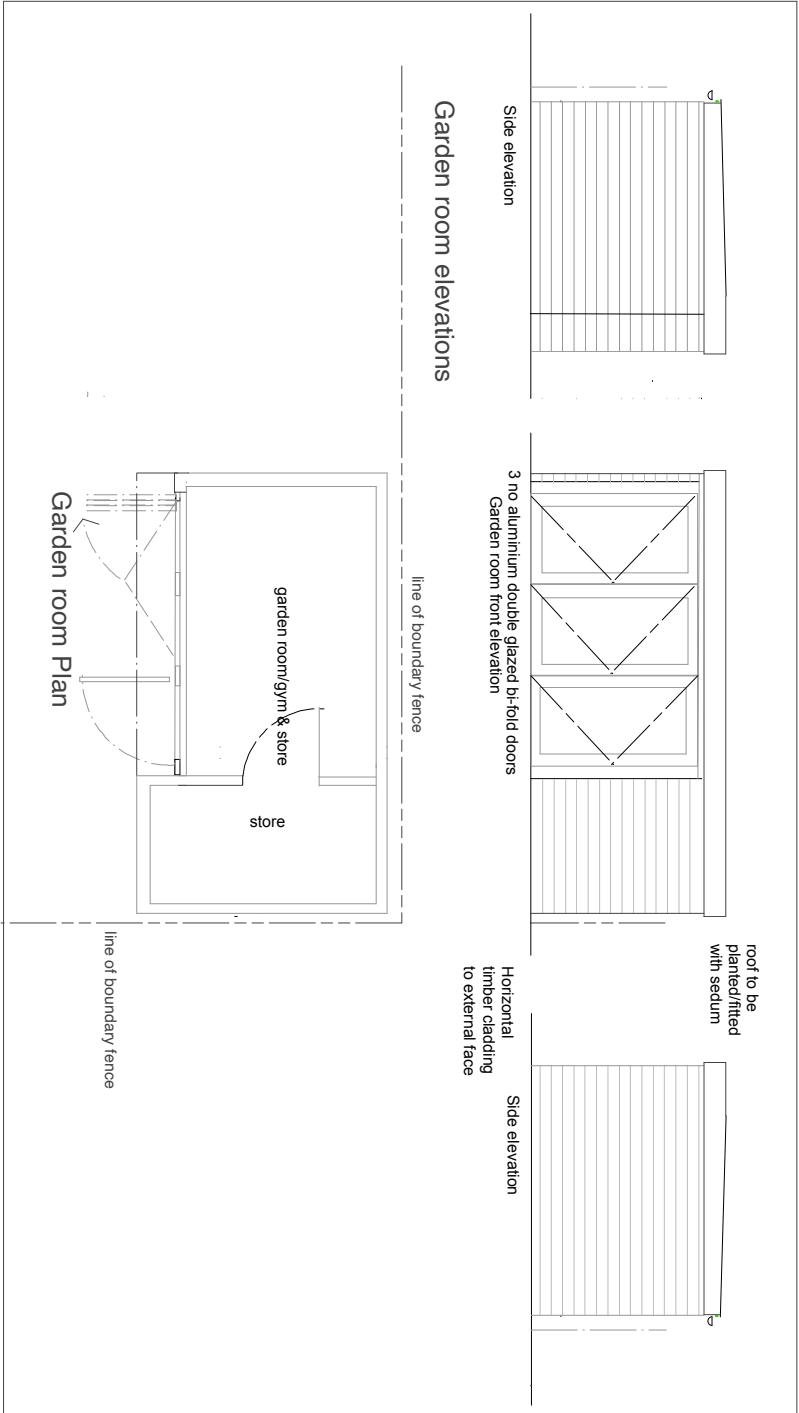 roof to be
planted/fitted
with sedum
Side elevation
3 no aluminium double glazed bi-fold doors
Garden room front elevation
Horizontal
timber cladding
to external face
Side elevation
Garden room elevations
line of boundary fence
garden room/gym & store
store
line of boundary fence
Garden room Plan